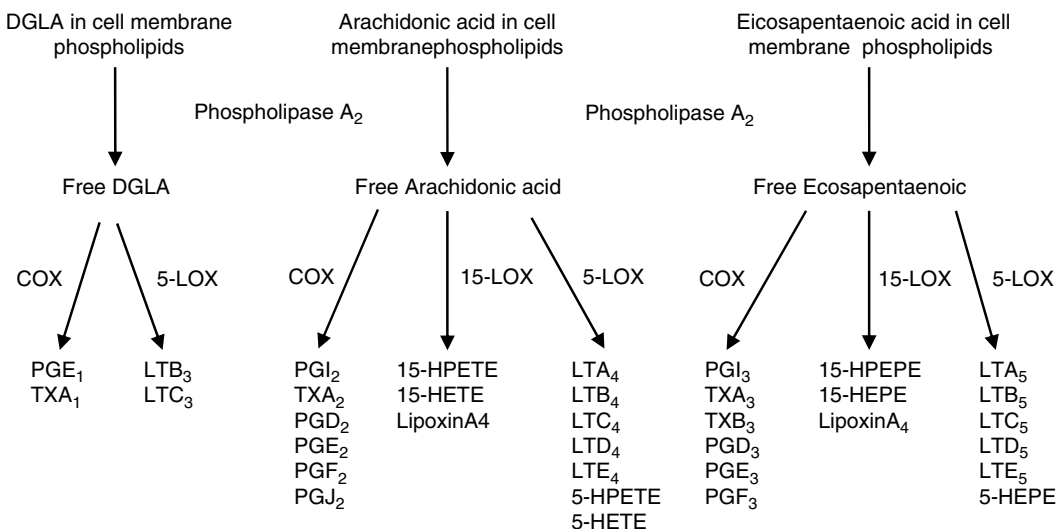 DGLA in cell membrane
phospholipids
Arachidonic acid in cell
membranephospholipids
Eicosapentaenoic acid in cell
membrane phospholipids
Phospholipase A₂
Phospholipase A₂
Free DGLA
Free Arachidonic acid
Free Ecosapentaenoic
COX
5-LOX
COX
15-LOX
5-LOX
COX
15-LOX
5-LOX
PGE₁
TXA₁
LTB₃
LTC₃
PGI₂
TXA₂
PGD₂
PGE₂
PGF₂
PGJ₂
15-HPETE
15-HETE
LipoxinA4
LTA₄
LTB₄
LTC₄
LTD₄
LTE₄
5-HPETE
5-HETE
PGI₃
TXA₃
TXB₃
PGD₃
PGE₃
PGF₃
15-HPEPE
15-HEPE
LipoxinA₄
LTA₅
LTB₅
LTC₅
LTD₅
LTE₅
5-HEPE